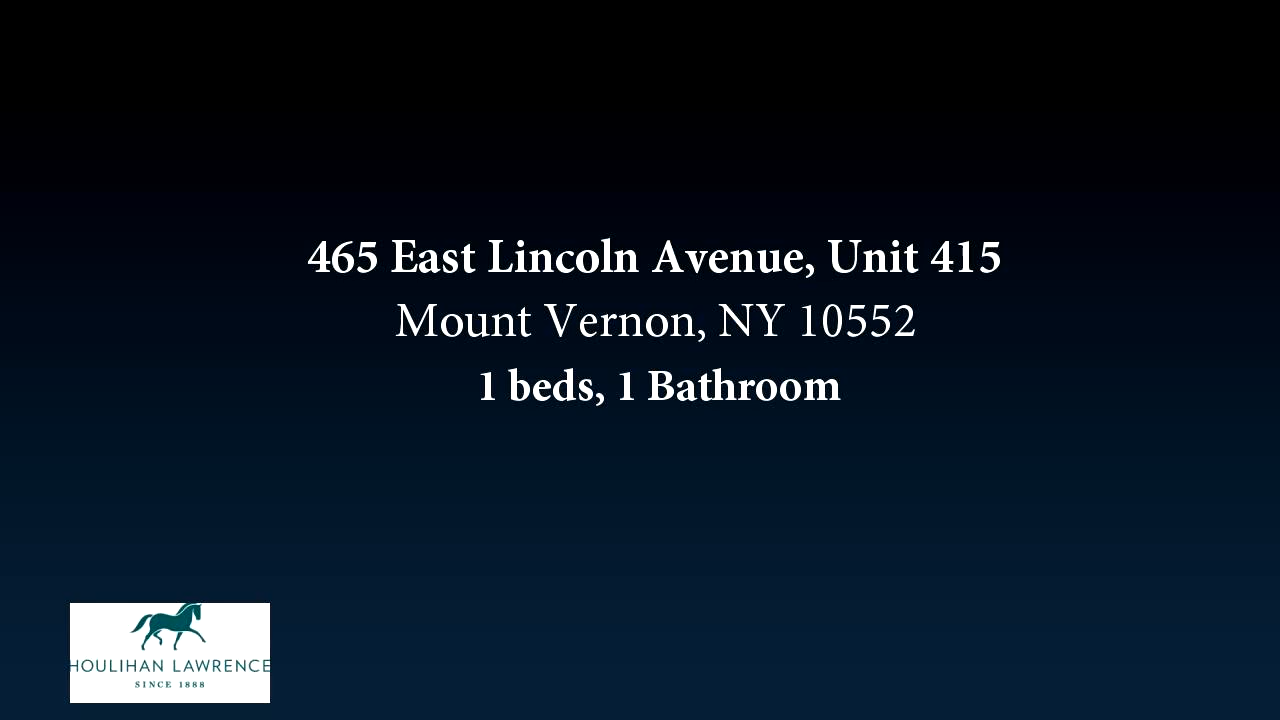 465 East Lincoln Avenue, Unit 415
Mount Vernon, NY 10552
1 beds, 1 Bathroom
HOULIHAN LAWRENCE
SINCE 1888